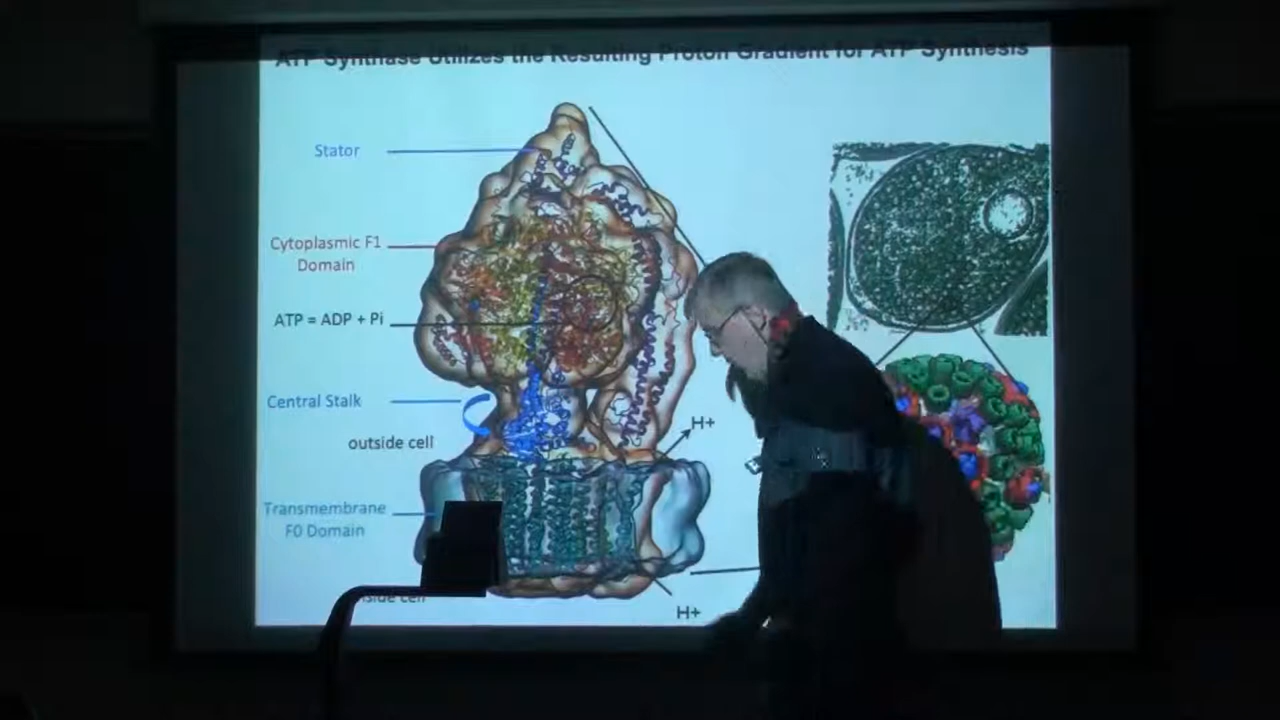 ATP Synthase Utilizes the Resulting Proton Gradient for ATP Synthesis
Stator
Cytoplasmic F1
Domain
ATP = ADP + Pi
Central Stalk
outside cell
H+
Transmembrane
F0 Domain
cell
H+